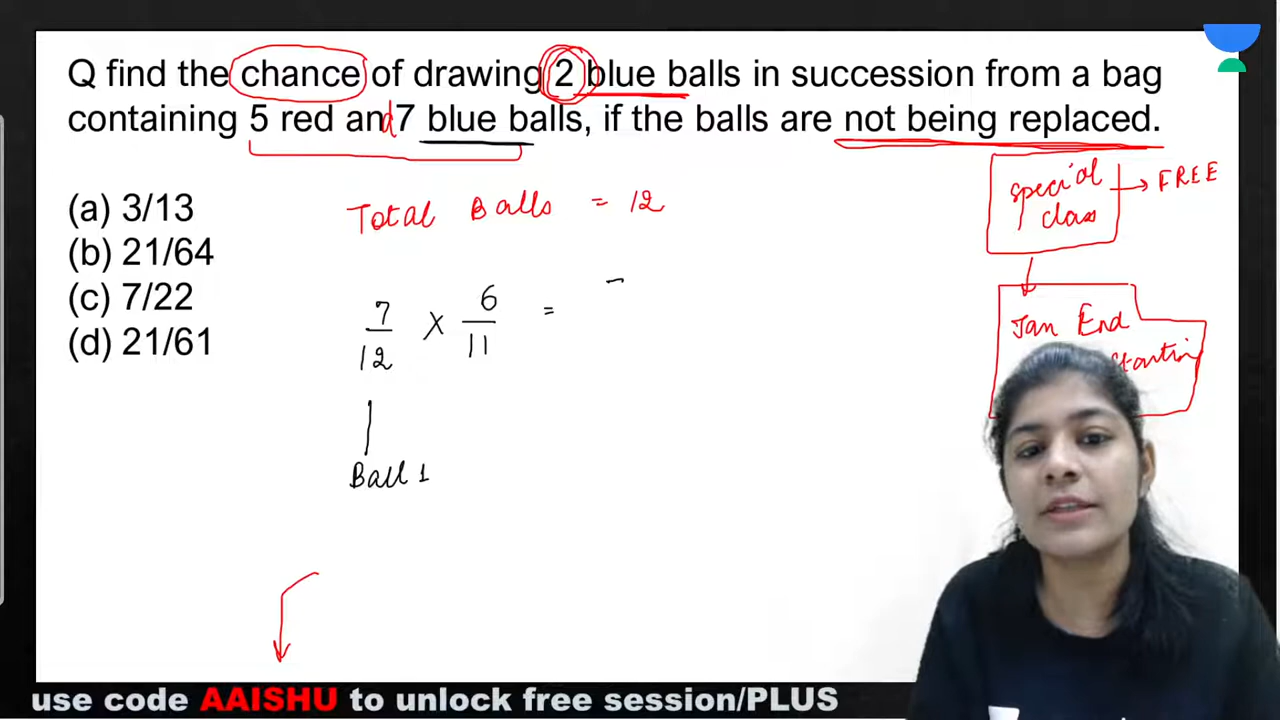 Q find the chance of drawing 2 blue balls in succession from a bag
containing 5 red and 7 blue balls, if the balls are not being replaced.
(a) 3/13
(b) 21/64
(c) 7/22
(d) 21/61
Total Balls = 12
7/12 X 6/11 =
Ball 1
special class → FREE
Jan End
Starting
use code AAISHU to unlock free session/PLUS